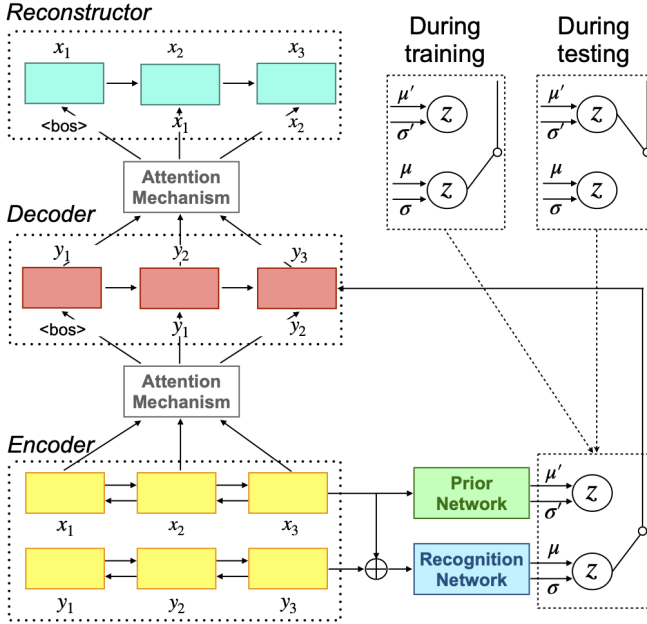 Reconstructor
x1 x2 x3
<bos> x1 x2
Attention
Mechanism
Decoder
y1 y2 y3
<bos> y1 y2
Attention
Mechanism
Encoder
x1 x2 x3
y1 y2 y3
During
training
μ′
σ′
z
μ
σ
z
During
testing
μ′
σ′
z
μ
σ
z
Prior
Network
μ′
σ′
z
Recognition
Network
μ
σ
z